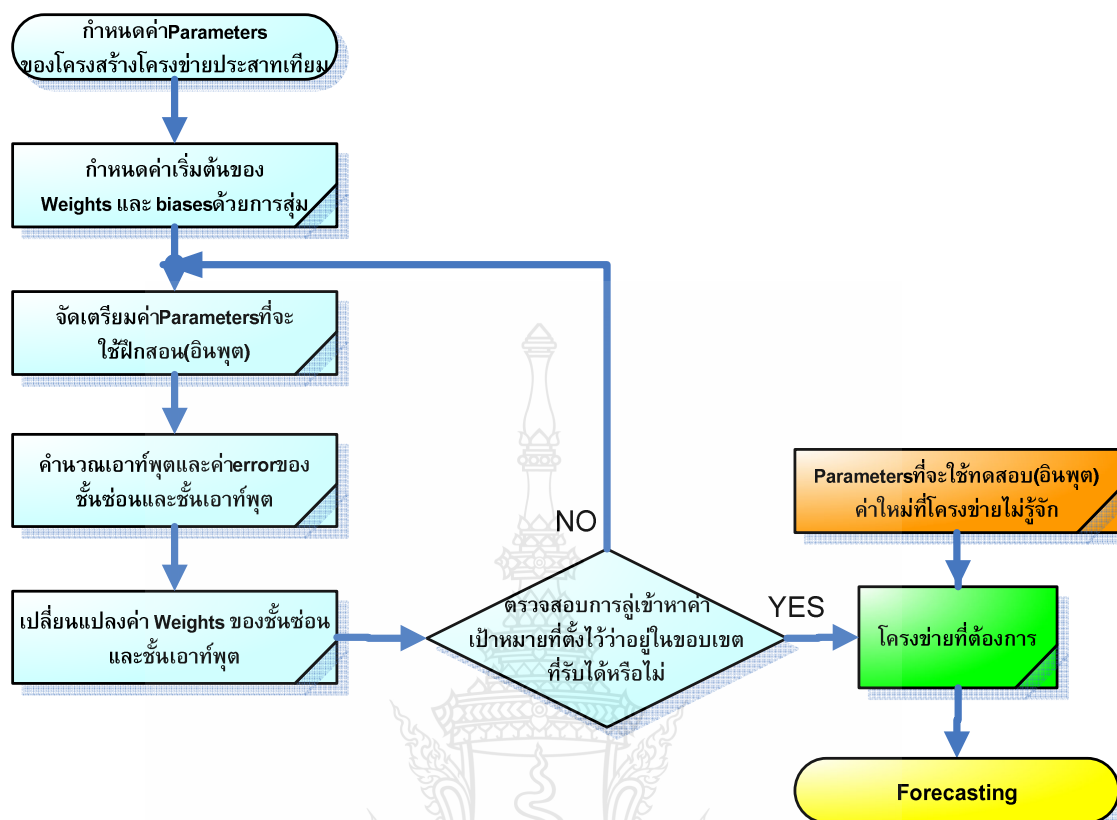 กำหนดค่าParameters
ของโครงสร้างโครงข่ายประสาทเทียม
กำหนดค่าเริ่มต้นของ
Weights และ biasesด้วยการสุ่ม
จัดเตรียมค่าParametersที่จะ
ใช้ฝึกสอน(อินพุต)
คำนวณเอาท์พุตและค่าerrorของ
ชั้นซ่อนและชั้นเอาท์พุต
เปลี่ยนแปลงค่า Weights ของชั้นซ่อน
และชั้นเอาท์พุต
NO
ตรวจสอบการลู่เข้าหาค่า
เป้าหมายที่ตั้งไว้ว่าอยู่ในขอบเขต
ที่รับได้หรือไม่
YES
Parametersที่จะใช้ทดสอบ(อินพุต)
ค่าใหม่ที่โครงข่ายไม่รู้จัก
โครงข่ายที่ต้องการ
Forecasting